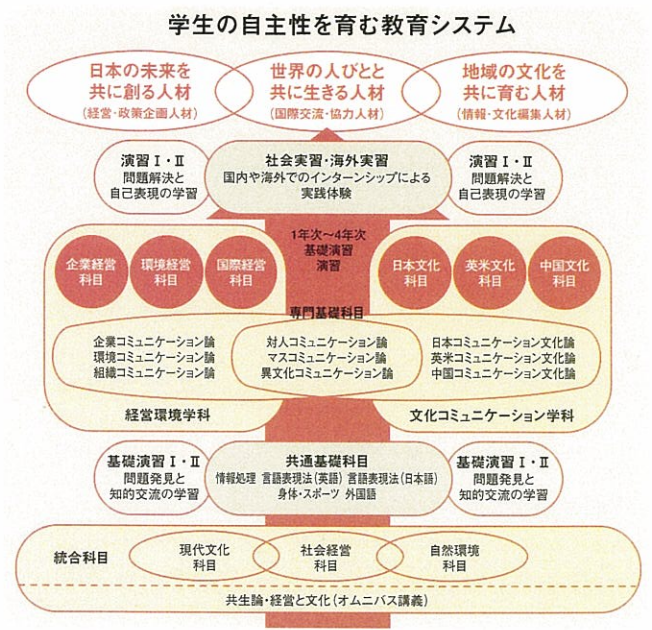 学生の自主性を育む教育システム
日本の未来を
共に創る人材
(経営・政策企画人材)
世界の人びとと
共に生きる人材
(国際交流・協力人材)
地域の文化を
共に育む人材
(情報・文化編集人材)
演習Ⅰ・Ⅱ
問題解決と
自己表現の学習
社会実習・海外実習
国内や海外でのインターンシップによる
実践体験
演習Ⅰ・Ⅱ
問題解決と
自己表現の学習
1年次〜4年次
基礎演習
演習
企業経営
科目
環境経営
科目
国際経営
科目
日本文化
科目
英米文化
科目
中国文化
科目
専門基礎科目
企業コミュニケーション論
環境コミュニケーション論
組織コミュニケーション論
対人コミュニケーション論
マスコミュニケーション論
異文化コミュニケーション論
日本コミュニケーション文化論
英米コミュニケーション文化論
中国コミュニケーション文化論
経営環境学科
文化コミュニケーション学科
基礎演習Ⅰ・Ⅱ
問題発見と
知的交流の学習
共通基礎科目
情報処理 言語表現法(英語) 言語表現法(日本語)
身体・スポーツ 外国語
基礎演習Ⅰ・Ⅱ
問題発見と
知的交流の学習
統合科目
現代文化
科目
社会経営
科目
自然環境
科目
共生論・経営と文化(オムニバス講義)